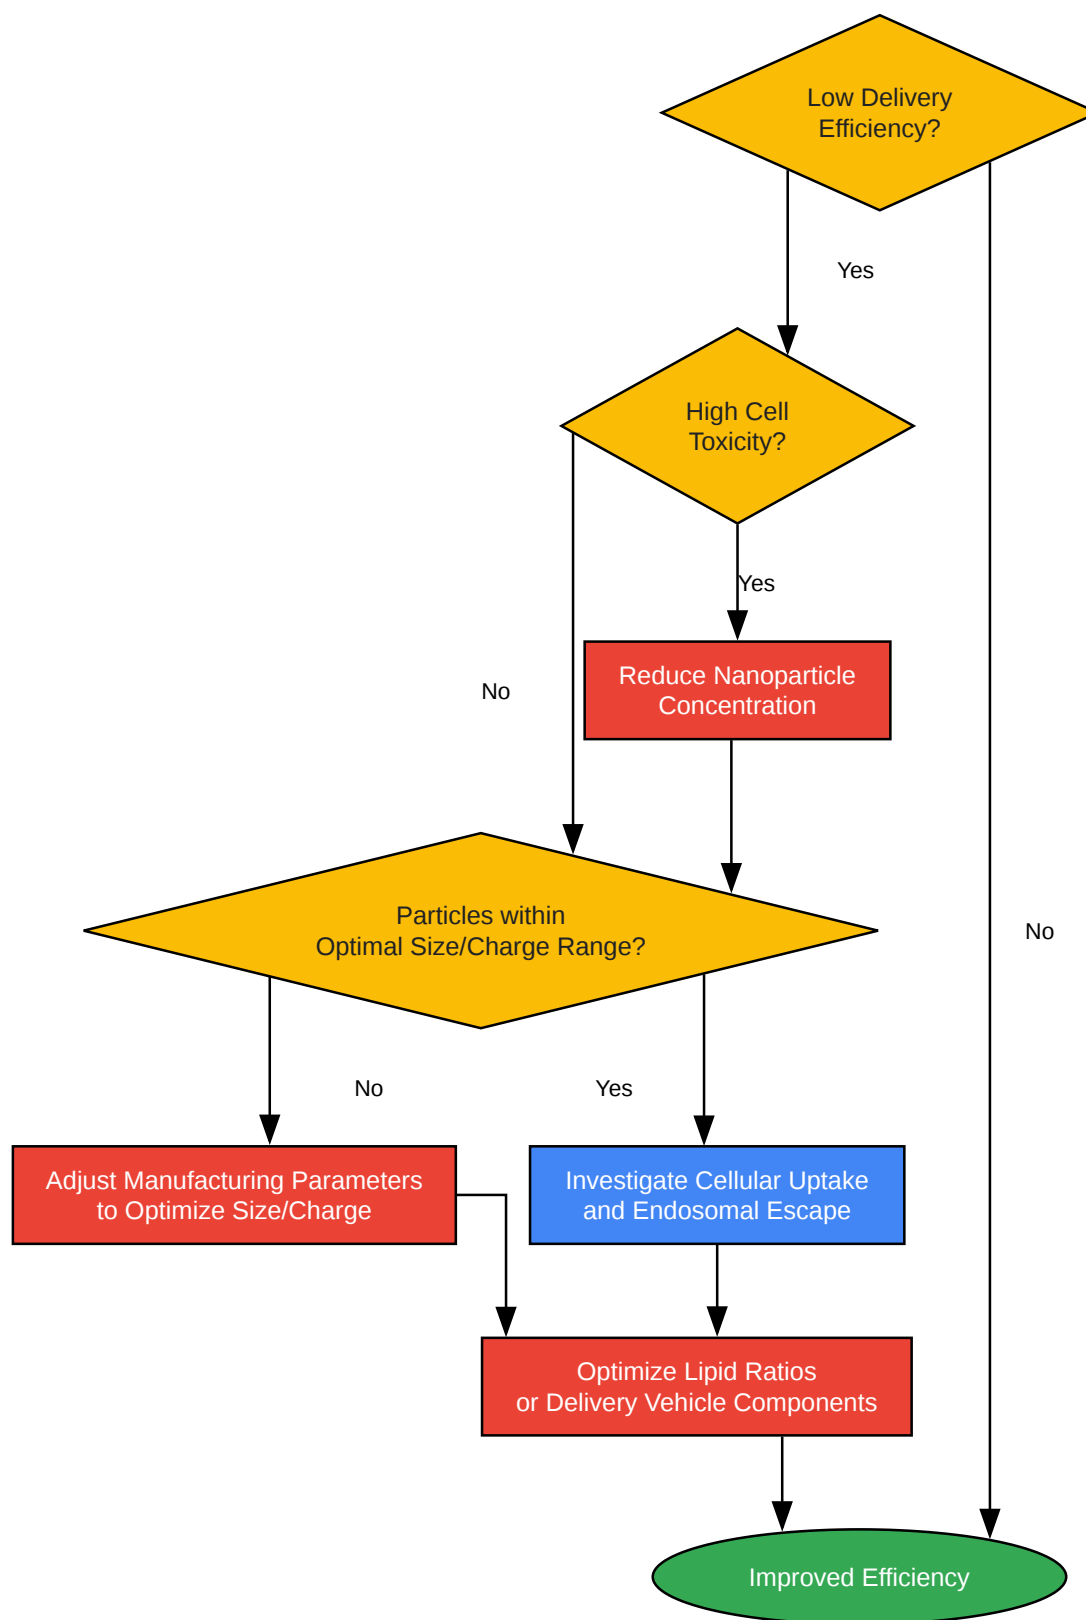 Low Delivery
Efficiency?
Yes
High Cell
Toxicity?
Yes
No
Reduce Nanoparticle
Concentration
Particles within
Optimal Size/Charge Range?
No
No
Yes
Adjust Manufacturing Parameters
to Optimize Size/Charge
Investigate Cellular Uptake
and Endosomal Escape
Optimize Lipid Ratios
or Delivery Vehicle Components
Improved Efficiency